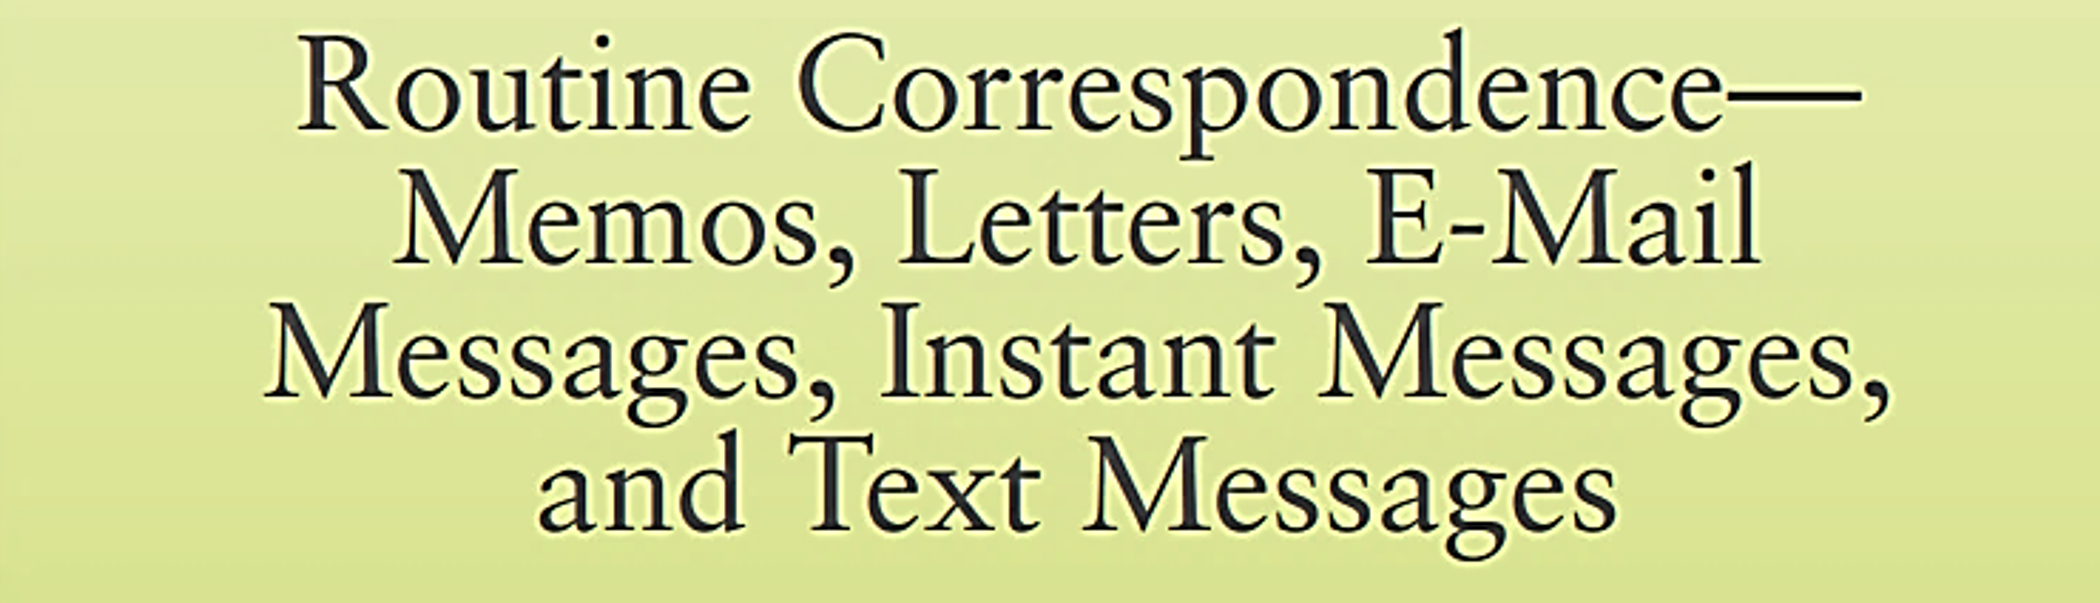 Routine Correspondence—
Memos, Letters, E-Mail
Messages, Instant Messages,
and Text Messages